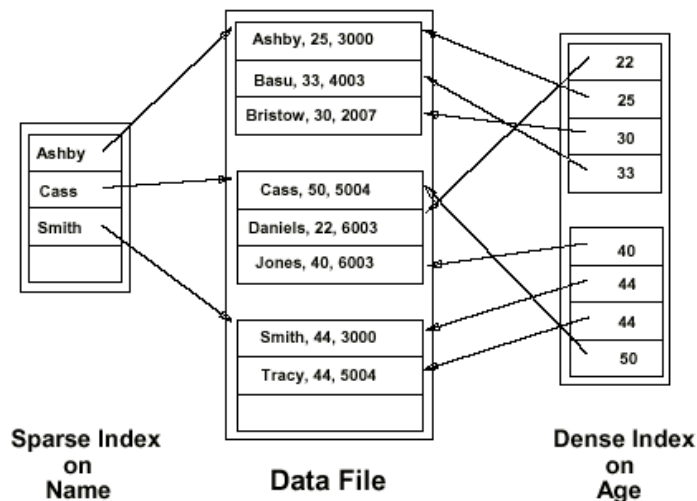 Ashby
Cass
Smith
Sparse Index
on
Name
Ashby, 25, 3000
Basu, 33, 4003
Bristow, 30, 2007
Cass, 50, 5004
Daniels, 22, 6003
Jones, 40, 6003
Smith, 44, 3000
Tracy, 44, 5004
Data File
22
25
30
33
40
44
44
50
Dense Index
on
Age